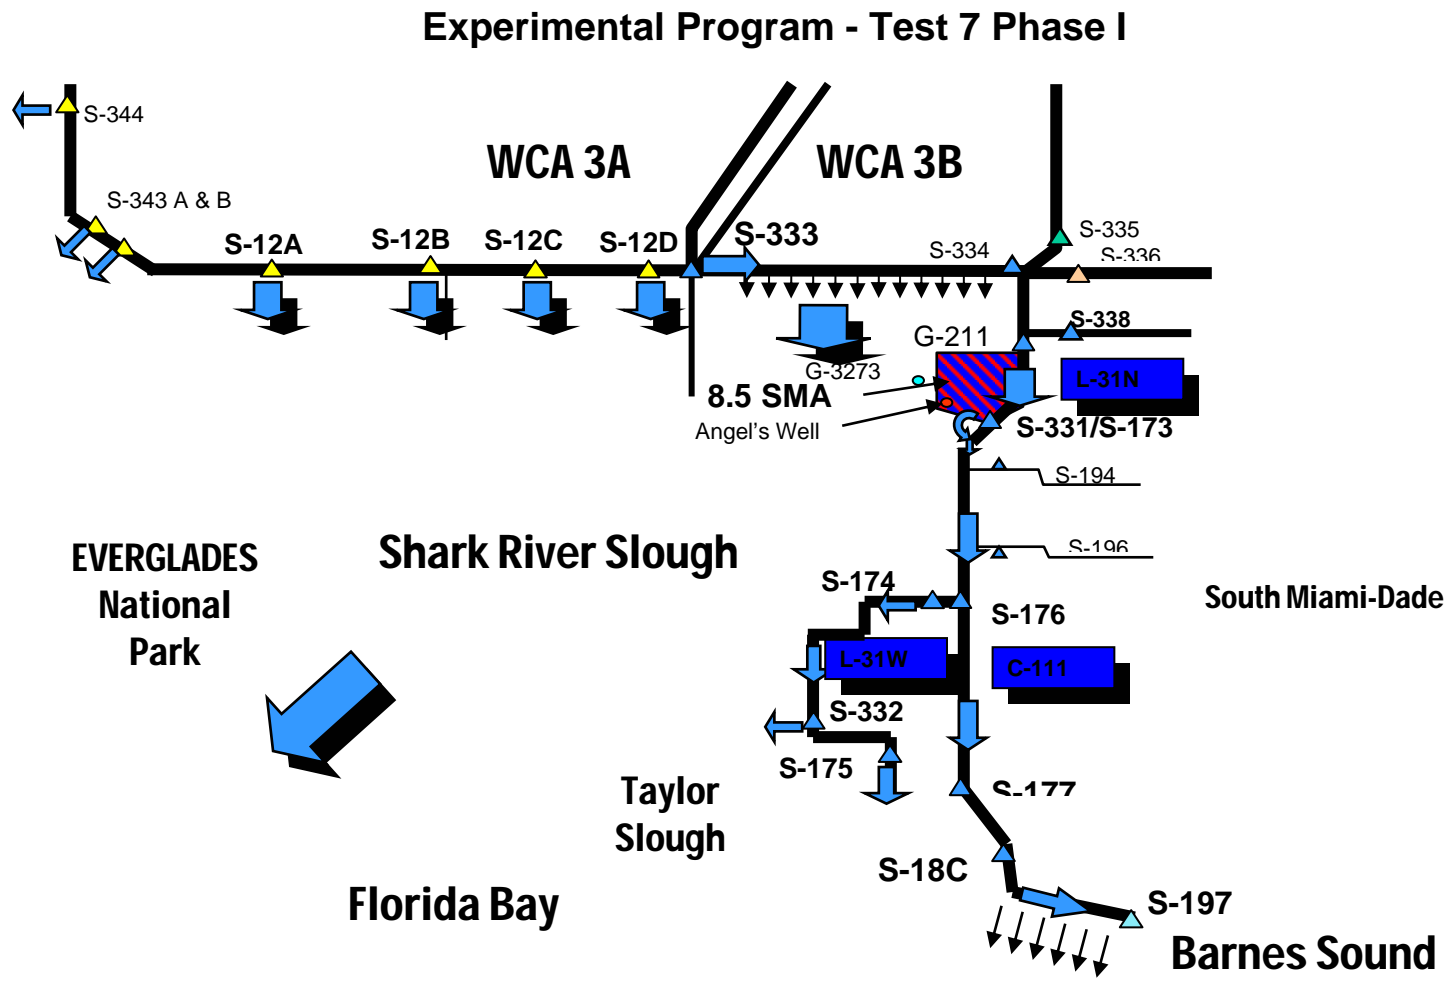 Experimental Program - Test 7 Phase I
S-344
WCA 3A
WCA 3B
S-343 A & B
S-12A
S-12B
S-12C
S-12D
S-333
S-334
S-335
S-336
S-338
G-211
G-3273
L-31N
8.5 SMA
Angel's Well
S-331/S-173
S-194
EVERGLADES
National
Park
Shark River Slough
S-196
S-174
South Miami-Dade
S-176
L-31W
C-111
S-332
S-175
Taylor
Slough
S-177
S-18C
Florida Bay
S-197
Barnes Sound